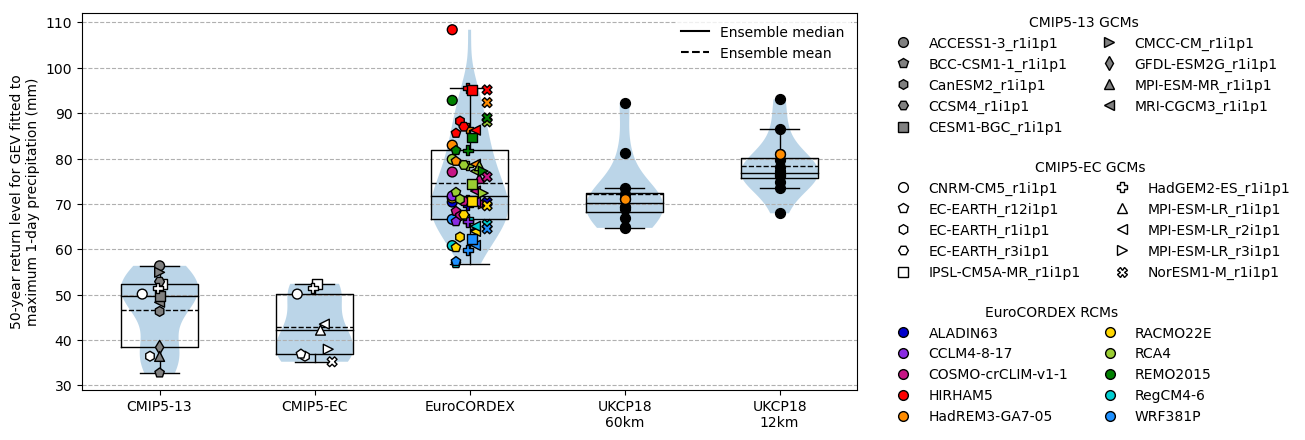 50-year return level for GEV fitted to
maximum 1-day precipitation (mm)
110
100
90
80
70
60
50
40
30
Ensemble median
Ensemble mean
CMIP5-13
CMIP5-EC
EuroCORDEX
UKCP18
60km
UKCP18
12km
CMIP5-13 GCMs
ACCESS1-3_r1i1p1
BCC-CSM1-1_r1i1p1
CanESM2_r1i1p1
CCSM4_r1i1p1
CESM1-BGC_r1i1p1
CMCC-CM_r1i1p1
GFDL-ESM2G_r1i1p1
MPI-ESM-MR_r1i1p1
MRI-CGCM3_r1i1p1
CMIP5-EC GCMs
CNRM-CM5_r1i1p1
EC-EARTH_r12i1p1
EC-EARTH_r1i1p1
EC-EARTH_r3i1p1
IPSL-CM5A-MR_r1i1p1
HadGEM2-ES_r1i1p1
MPI-ESM-LR_r1i1p1
MPI-ESM-LR_r2i1p1
MPI-ESM-LR_r3i1p1
NorESM1-M_r1i1p1
EuroCORDEX RCMs
ALADIN63
CCLM4-8-17
COSMO-crCLIM-v1-1
HIRHAM5
HadREM3-GA7-05
RACMO22E
RCA4
REMO2015
RegCM4-6
WRF381P